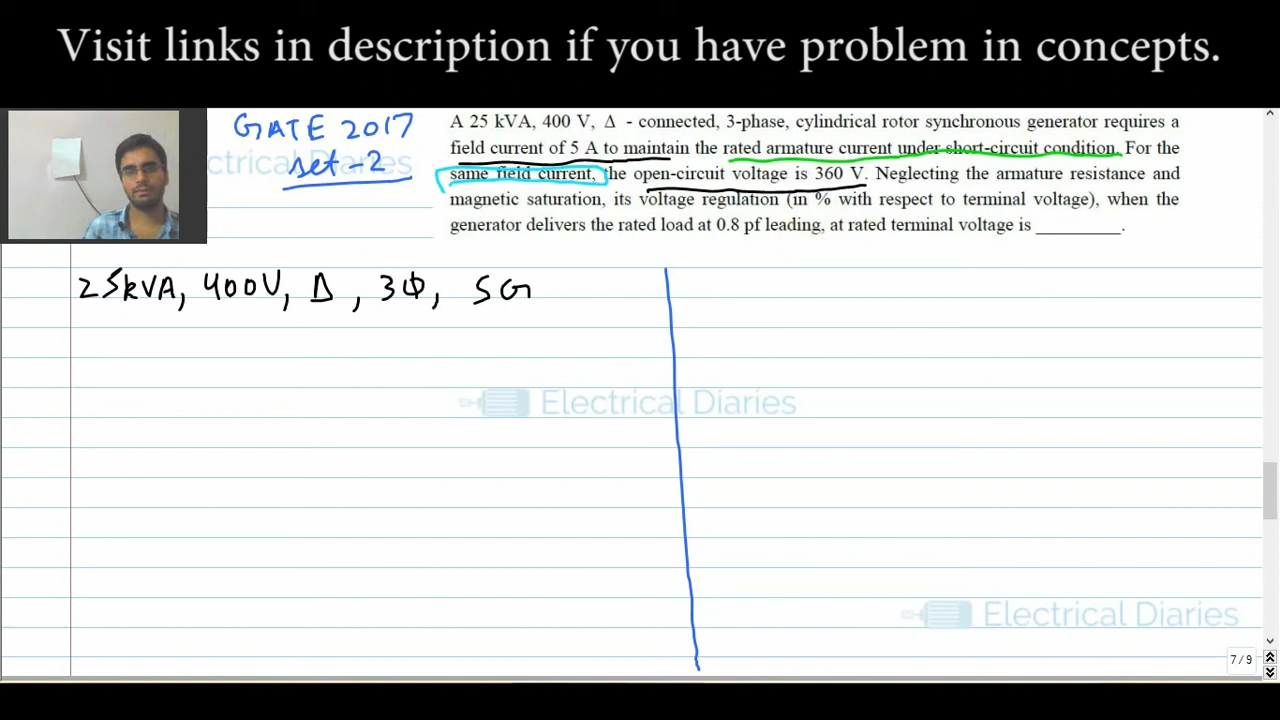 Visit links in description if you have problem in concepts.
GATE 2017
set-2
ctrical Diaries
A 25 kVA, 400 V, Δ - connected, 3-phase, cylindrical rotor synchronous generator requires a
field current of 5 A to maintain the rated armature current under short-circuit condition. For the
same field current, the open-circuit voltage is 360 V. Neglecting the armature resistance and
magnetic saturation, its voltage regulation (in % with respect to terminal voltage), when the
generator delivers the rated load at 0.8 pf leading, at rated terminal voltage is __________.
25kVA, 400V, Δ, 3Φ, SG
Electrical Diaries
Electrical Diaries
7/9